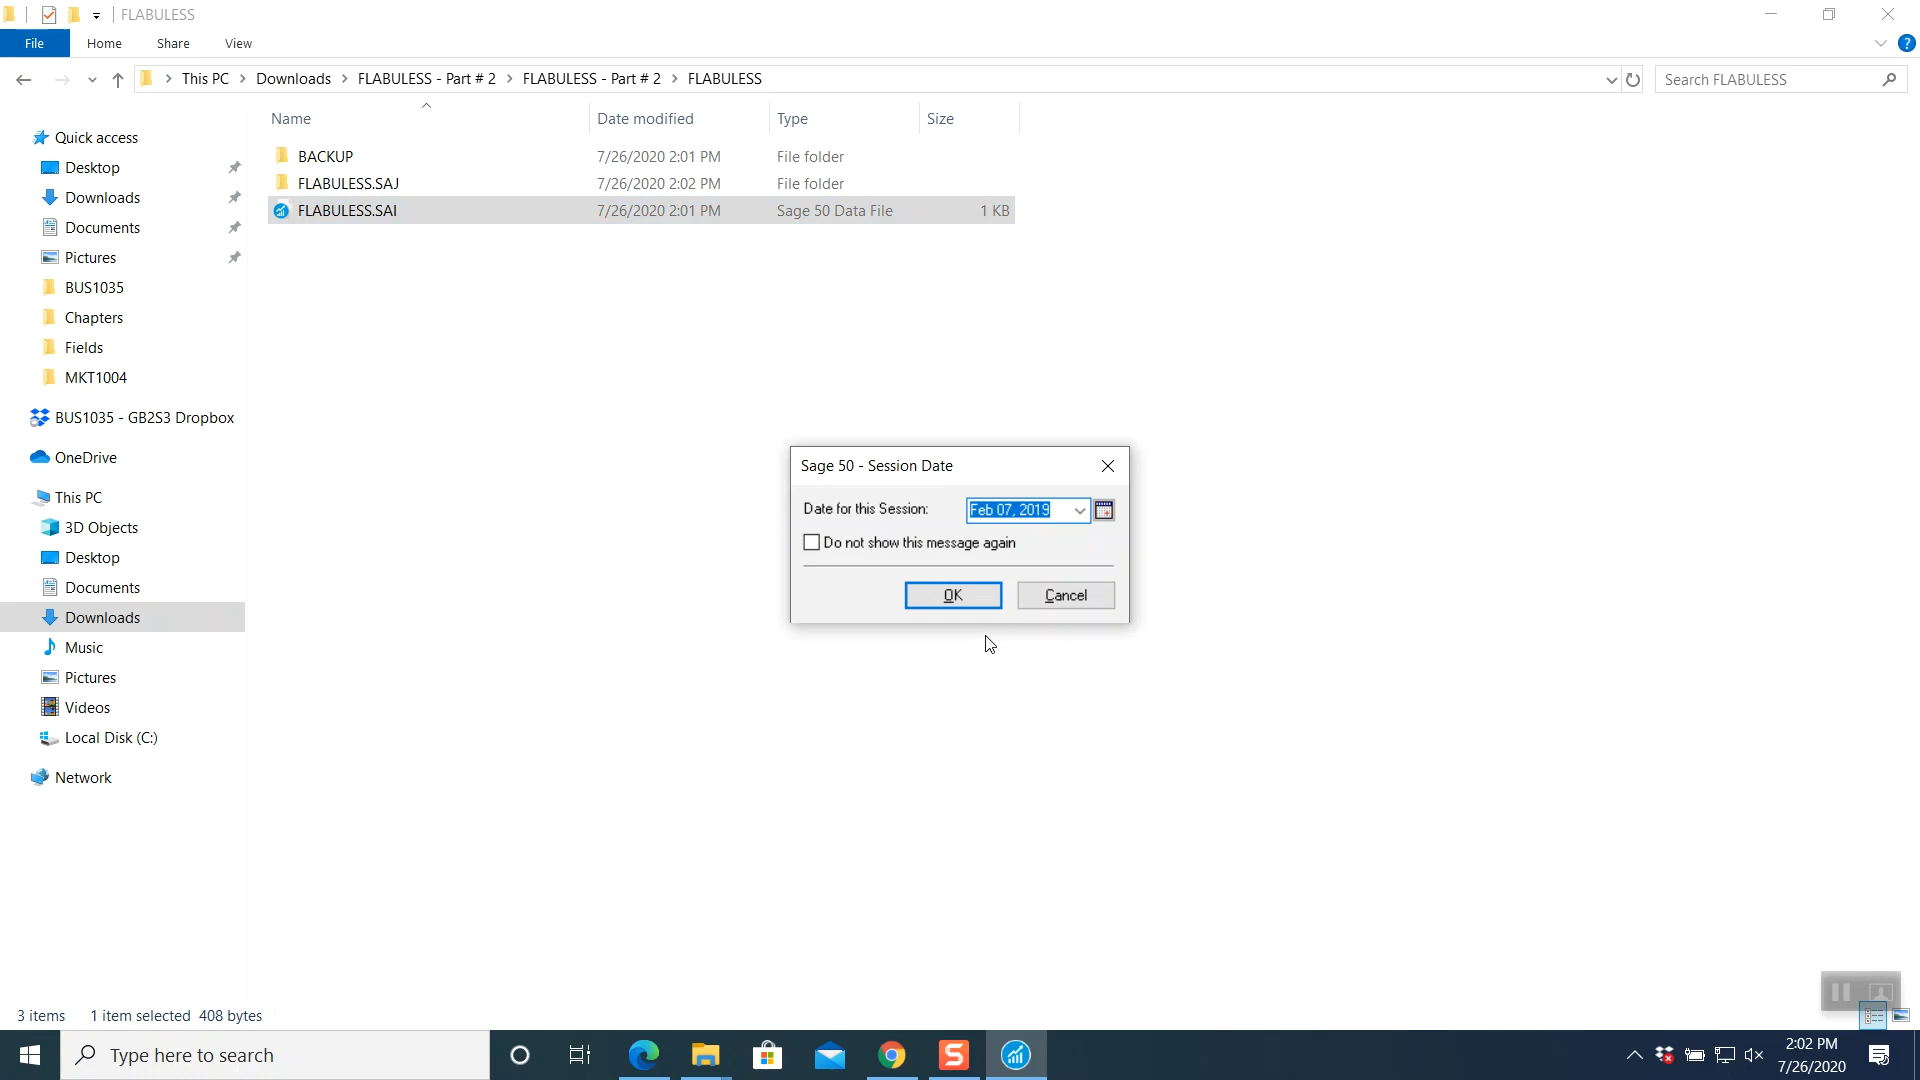 FLABULESS
File Home Share View
This PC Downloads FLABULESS - Part # 2 FLABULESS - Part # 2 FLABULESS
Search FLABULESS
Name Date modified Type Size
BACKUP 7/26/2020 2:01 PM File folder
FLABULESS.SAJ 7/26/2020 2:02 PM File folder
FLABULESS.SAI 7/26/2020 2:01 PM Sage 50 Data File 1 KB
Quick access
Desktop
Downloads
Documents
Pictures
BUS1035
Chapters
Fields
MKT1004
BUS1035 - GB2S3 Dropbox
OneDrive
This PC
3D Objects
Desktop
Documents
Downloads
Music
Pictures
Videos
Local Disk (C:)
Network
Sage 50 - Session Date
Date for this Session: Feb 07, 2019
Do not show this message again
OK Cancel
3 items 1 item selected 408 bytes
Type here to search
2:02 PM
7/26/2020